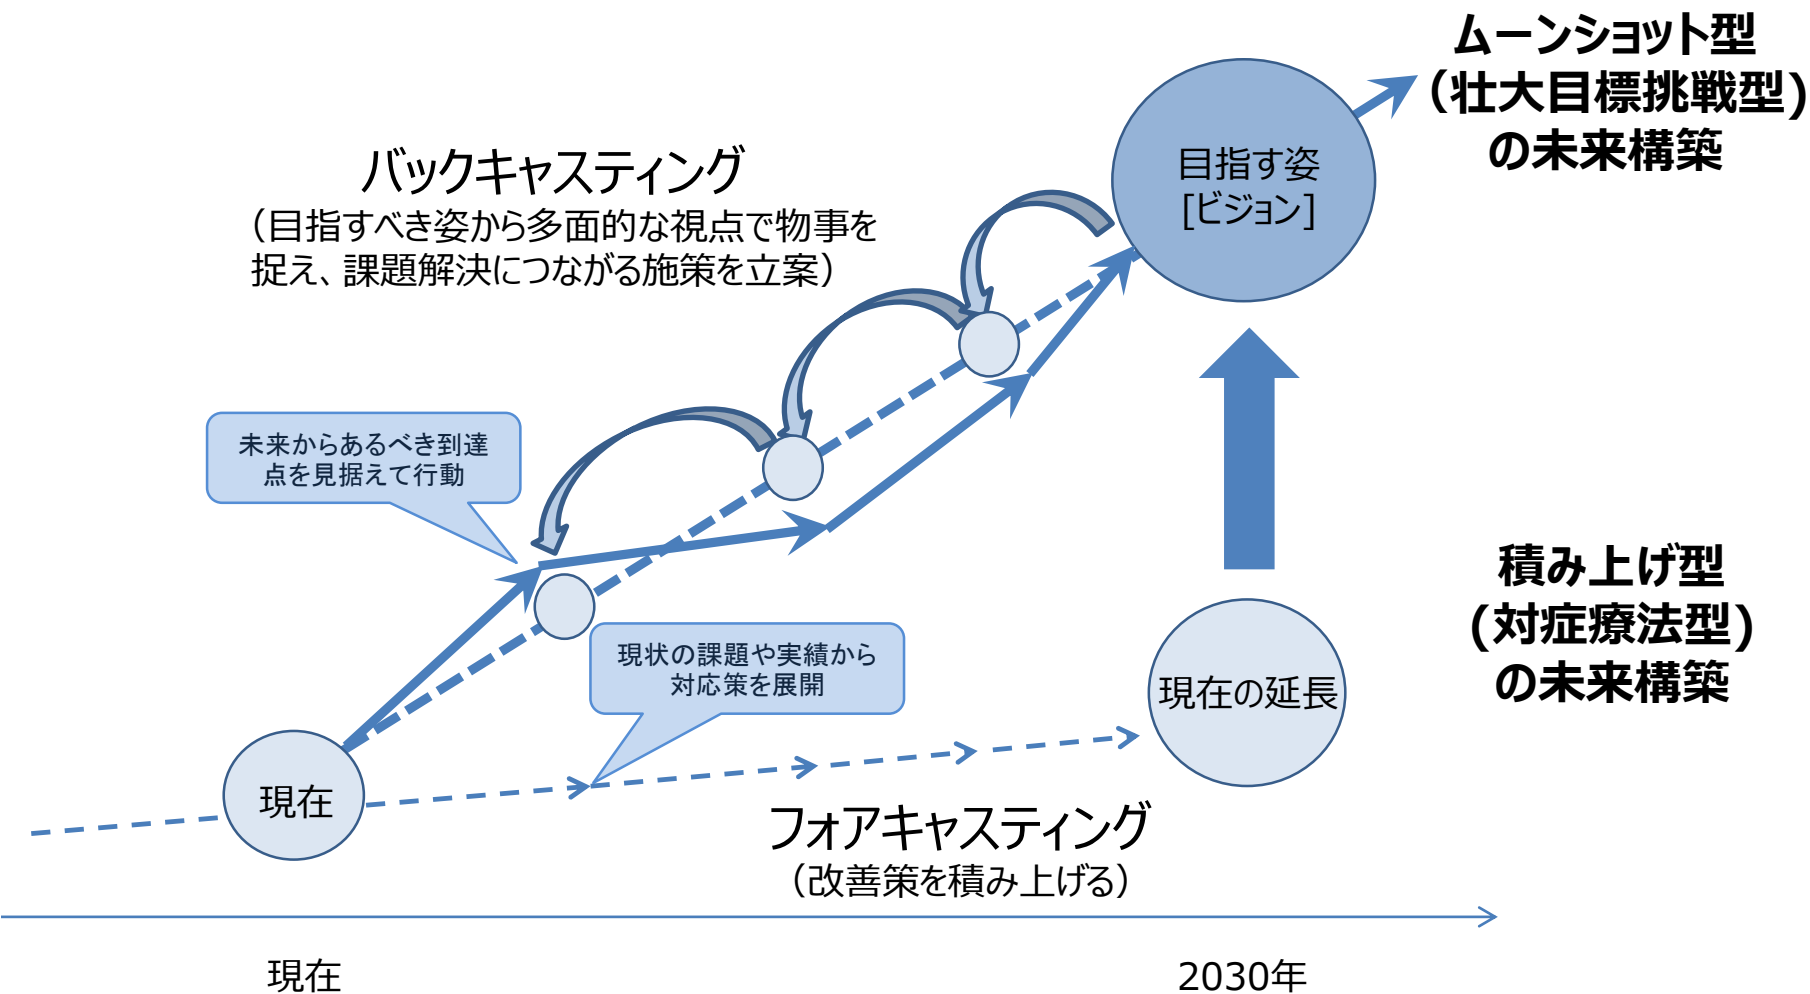 ムーンショット型
（壮大目標挑戦型)
の未来構築
目指す姿
[ビジョン]
バックキャスティング
（目指すべき姿から多面的な視点で物事を
捉え、課題解決につながる施策を立案）
未来からあるべき到達
点を見据えて行動
積み上げ型
(対症療法型)
の未来構築
現状の課題や実績から
対応策を展開
現在の延長
現在
フォアキャスティング
（改善策を積み上げる）
現在
2030年